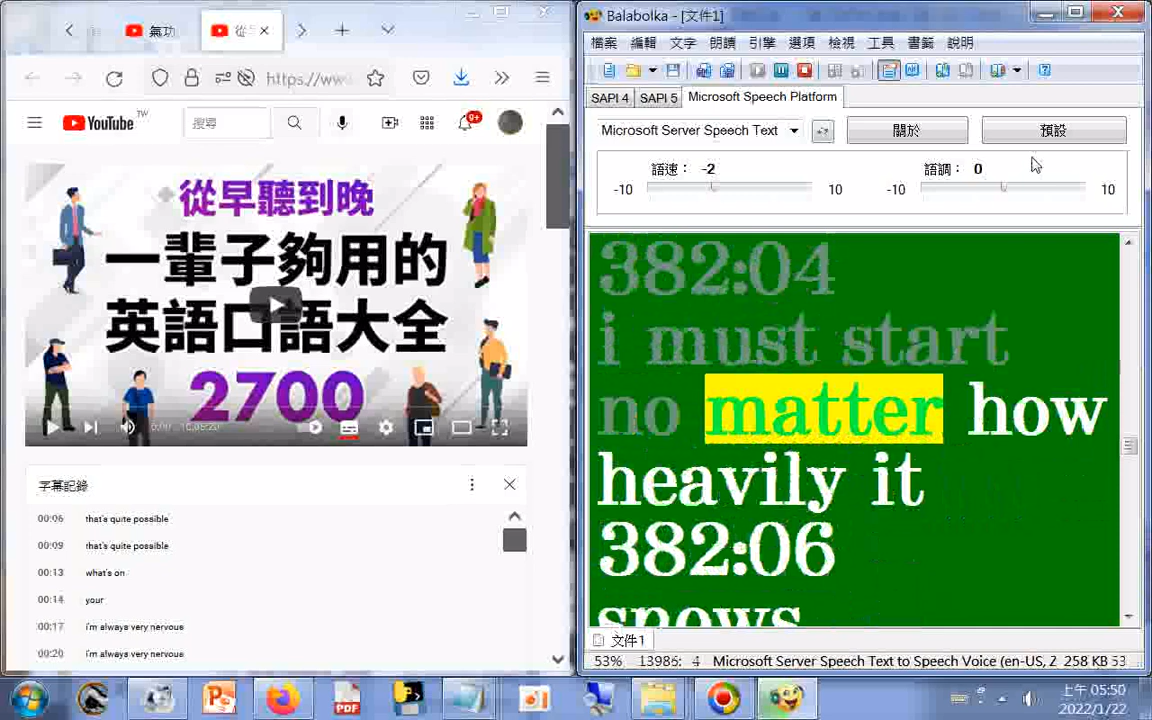 氣功
從
https://www
YouTube TW
搜尋
9+
從早聽到晚
一輩子夠用的
英語口語大全
2700
字幕記錄
00:06 that's quite possible
00:09 that's quite possible
00:13 what's on
00:14 your
00:17 i'm always very nervous
00:20 i'm always very nervous
Balabolka - [文件1]
檔案 編輯 文字 朗讀 引擎 選項 檢視 工具 書籤 說明
SAPI 4 SAPI 5 Microsoft Speech Platform
Microsoft Server Speech Text
關於
預設
語速： -2
語調： 0
-10 10 -10 10
382:04
i must start
no matter how
heavily it
382:06
snows
文件1
53% 13986: 4 Microsoft Server Speech Text to Speech Voice (en-US, Z 258 KB 53
PDF
上午 05:50
2022/1/22